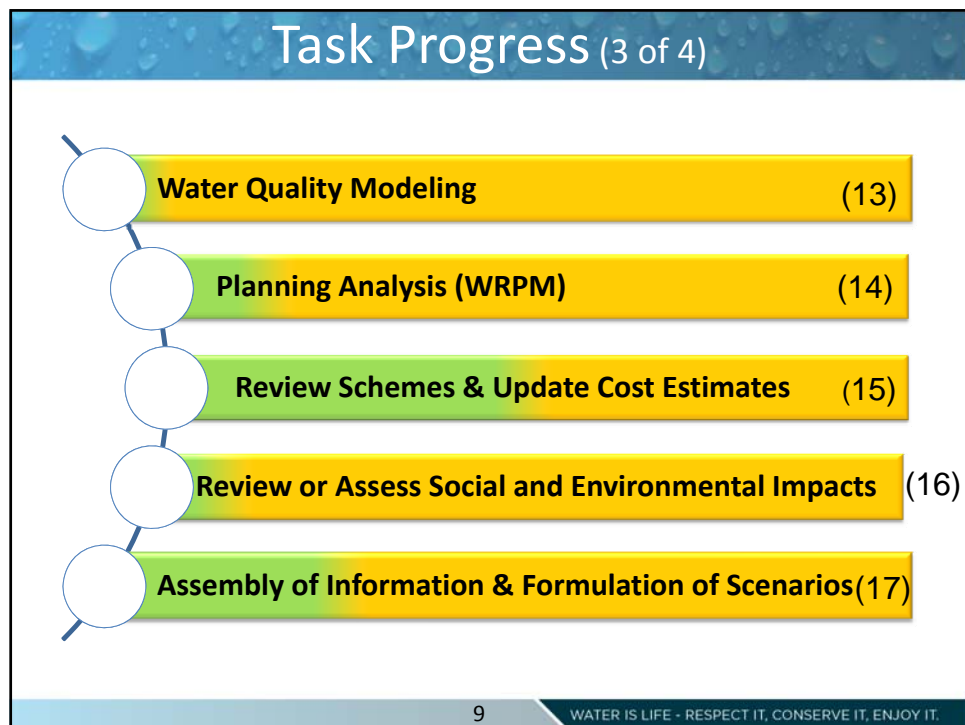 Task Progress (3 of 4)
Water Quality Modeling (13)
Planning Analysis (WRPM) (14)
Review Schemes & Update Cost Estimates (15)
Review or Assess Social and Environmental Impacts (16)
Assembly of Information & Formulation of Scenarios (17)
9 WATER IS LIFE - RESPECT IT, CONSERVE IT, ENJOY IT.